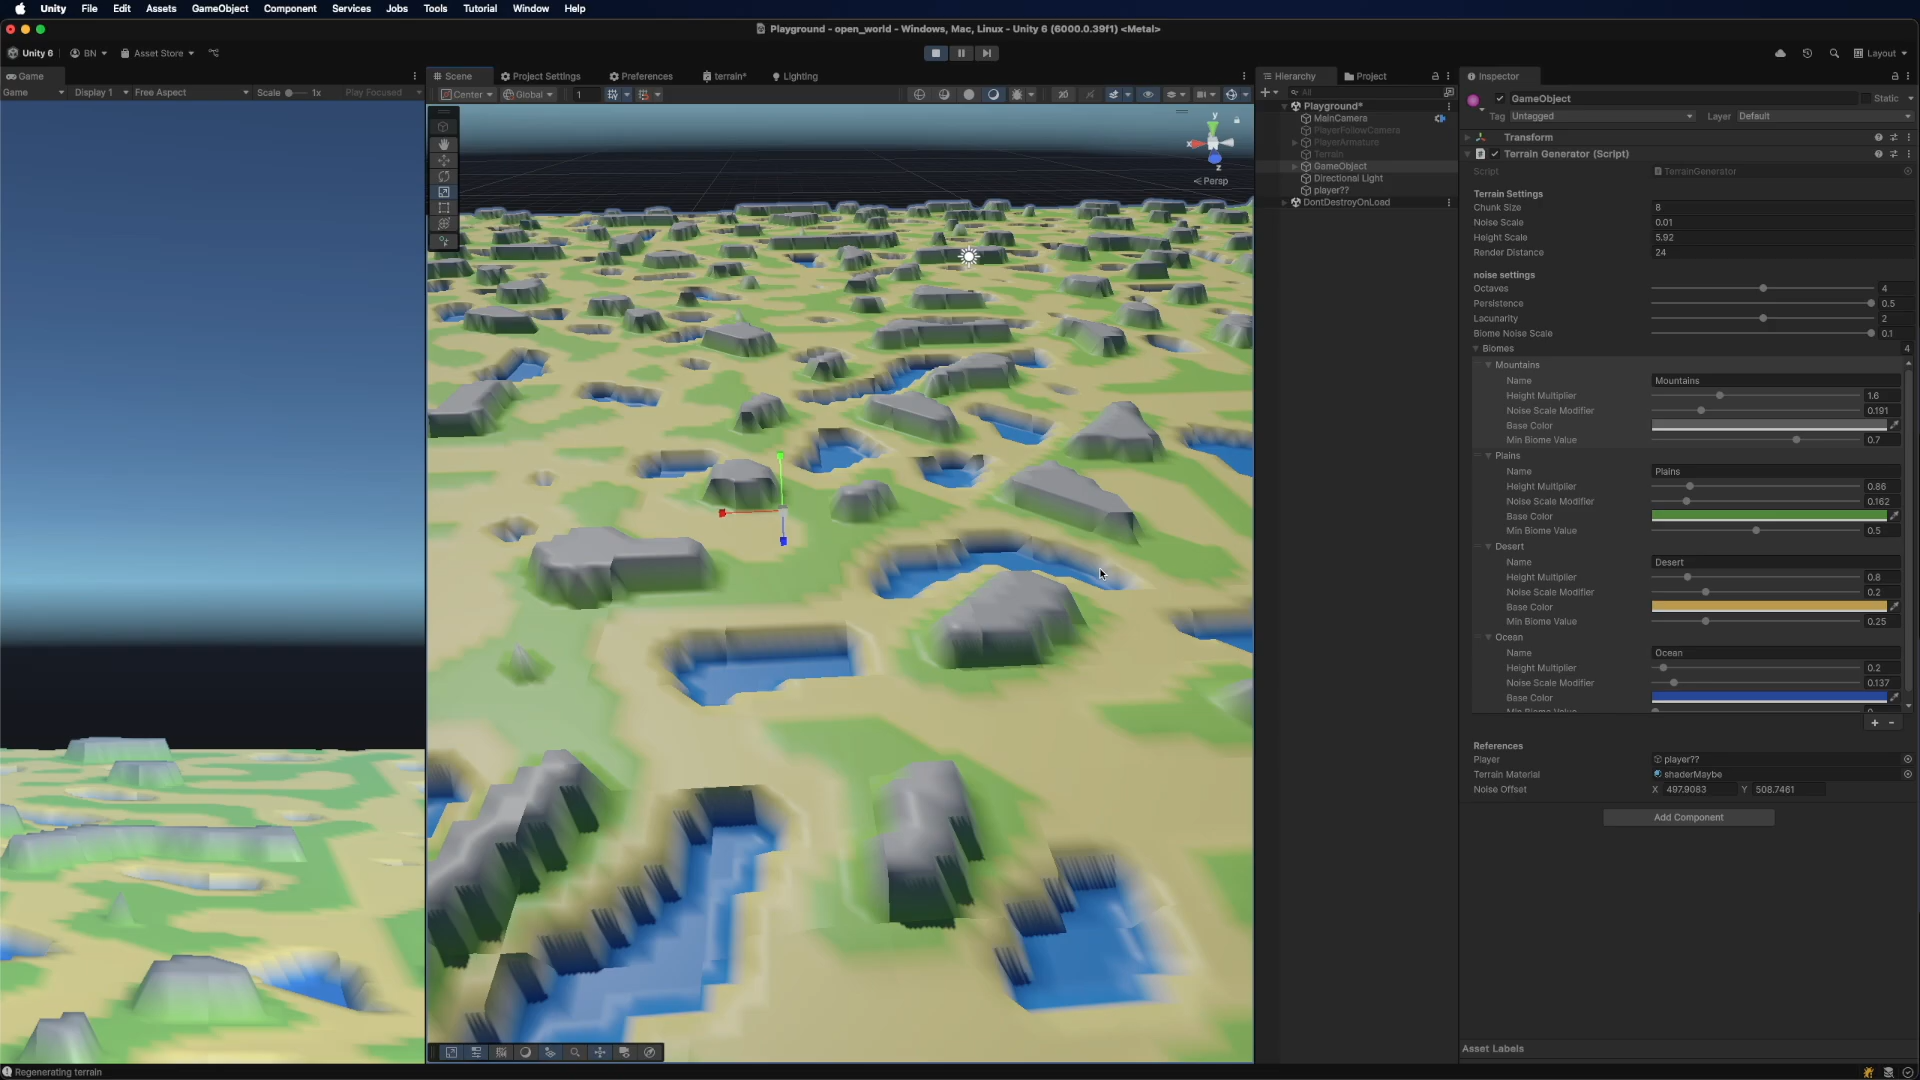 Unity File Edit Assets GameObject Component Services Jobs Tools Tutorial Window Help
Playground - open_world - Windows, Mac, Linux - Unity 6 (6000.0.39f1) <Metal>
Unity 6 BN Asset Store Layout
Game
Game Display 1 Free Aspect Scale 1x Play Focused
Scene Project Settings Preferences terrain* Lighting
Center Global 1
y
x
z
Persp
Hierarchy Project
All
Playground*
MainCamera
PlayerFollowCamera
PlayerArmature
Terrain
GameObject
Directional Light
player??
DontDestroyOnLoad
Inspector
GameObject Static
Tag Untagged Layer Default
Transform
Terrain Generator (Script)
Script TerrainGenerator
Terrain Settings
Chunk Size 8
Noise Scale 0.01
Height Scale 5.92
Render Distance 24
noise settings
Octaves 4
Persistence 0.5
Lacunarity 2
Biome Noise Scale 0.1
Biomes 4
Mountains
Name Mountains
Height Multiplier 1.6
Noise Scale Modifier 0.191
Base Color
Min Biome Value 0.7
Plains
Name Plains
Height Multiplier 0.86
Noise Scale Modifier 0.162
Base Color
Min Biome Value 0.5
Desert
Name Desert
Height Multiplier 0.8
Noise Scale Modifier 0.2
Base Color
Min Biome Value 0.25
Ocean
Name Ocean
Height Multiplier 0.2
Noise Scale Modifier 0.137
Base Color
Min Biome Value 0
+ -
References
Player player??
Terrain Material shaderMaybe
Noise Offset X 497.9083 Y 508.7461
Add Component
Asset Labels
Regenerating terrain